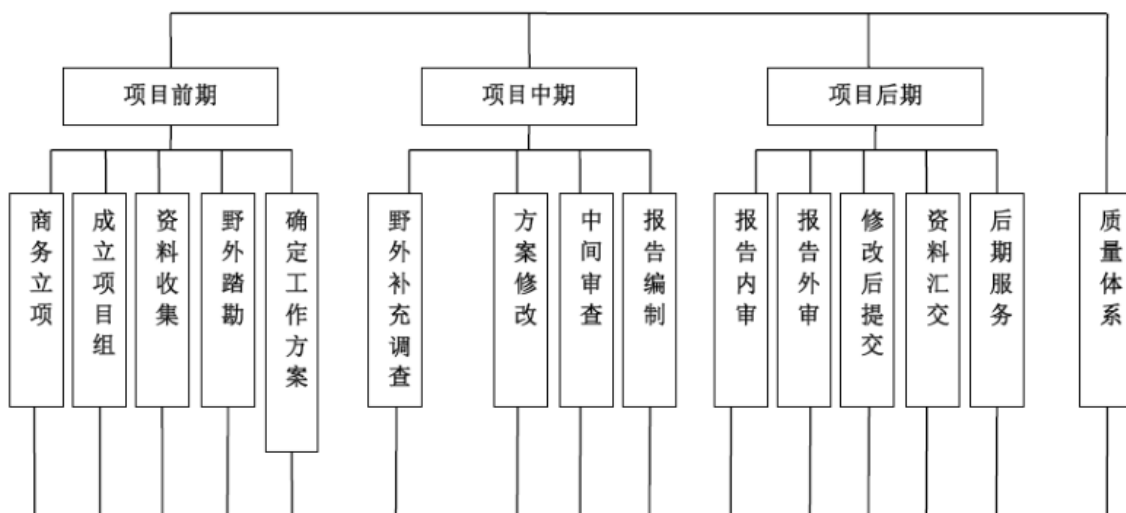 项目前期
项目中期
项目后期
商务立项
成立项目组
资料收集
野外踏勘
确定工作方案
野外补充调查
方案修改
中间审查
报告编制
报告内审
报告外审
修改后提交
资料汇交
后期服务
质量体系